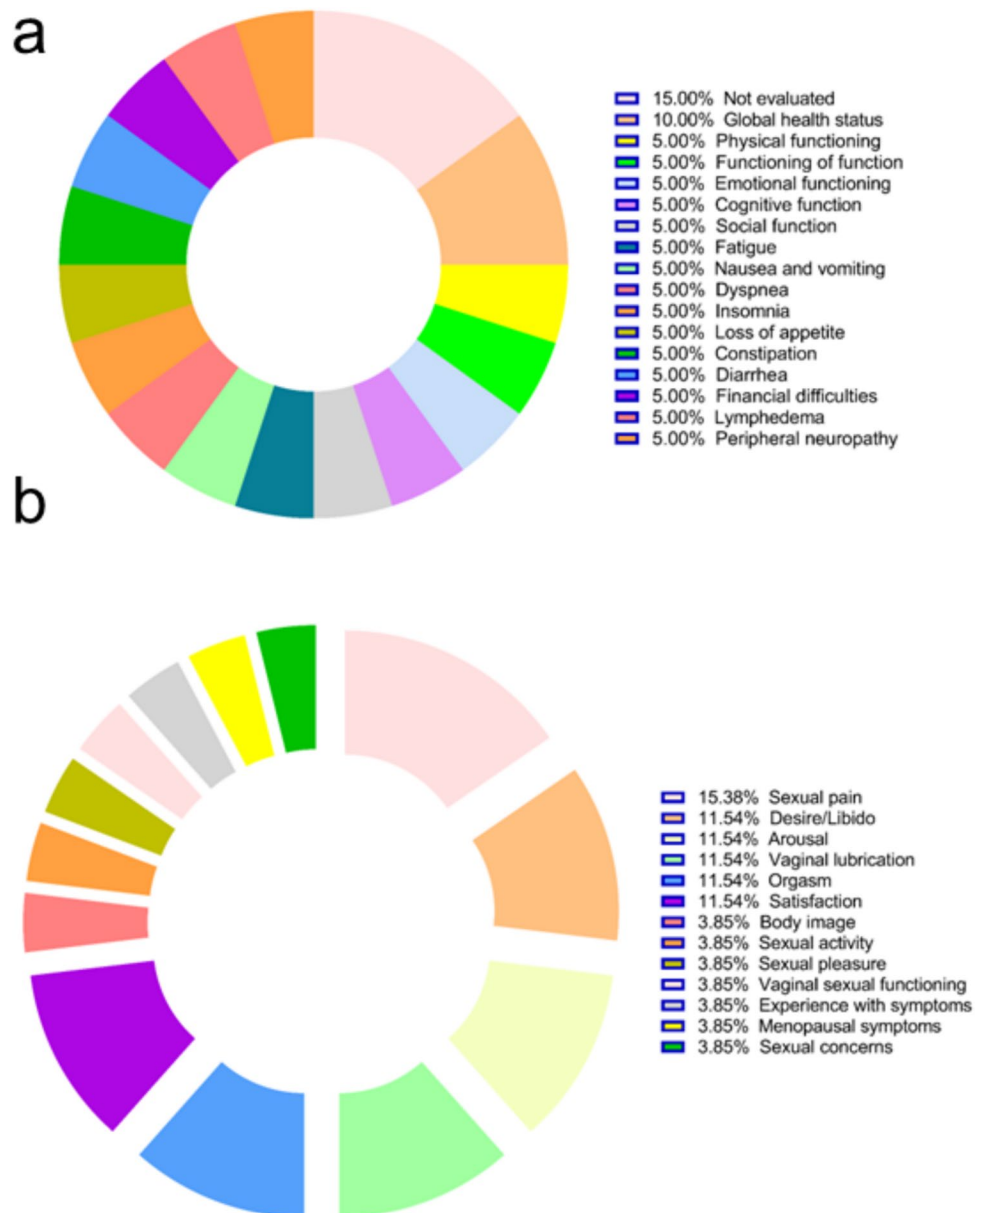 a
15.00% Not evaluated
10.00% Global health status
5.00% Physical functioning
5.00% Functioning of function
5.00% Emotional functioning
5.00% Cognitive function
5.00% Social function
5.00% Fatigue
5.00% Nausea and vomiting
5.00% Dyspnea
5.00% Insomnia
5.00% Loss of appetite
5.00% Constipation
5.00% Diarrhea
5.00% Financial difficulties
5.00% Lymphedema
5.00% Peripheral neuropathy
b
15.38% Sexual pain
11.54% Desire/Libido
11.54% Arousal
11.54% Vaginal lubrication
11.54% Orgasm
11.54% Satisfaction
3.85% Body image
3.85% Sexual activity
3.85% Sexual pleasure
3.85% Vaginal sexual functioning
3.85% Experience with symptoms
3.85% Menopausal symptoms
3.85% Sexual concerns